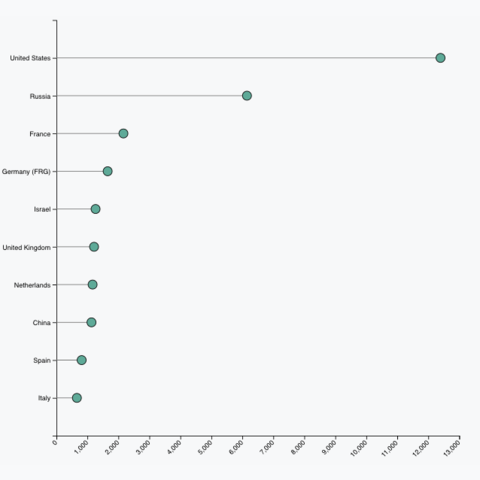 United States
Russia
France
Germany (FRG)
Israel
United Kingdom
Netherlands
China
Spain
Italy
0
1,000
2,000
3,000
4,000
5,000
6,000
7,000
8,000
9,000
10,000
11,000
12,000
13,000